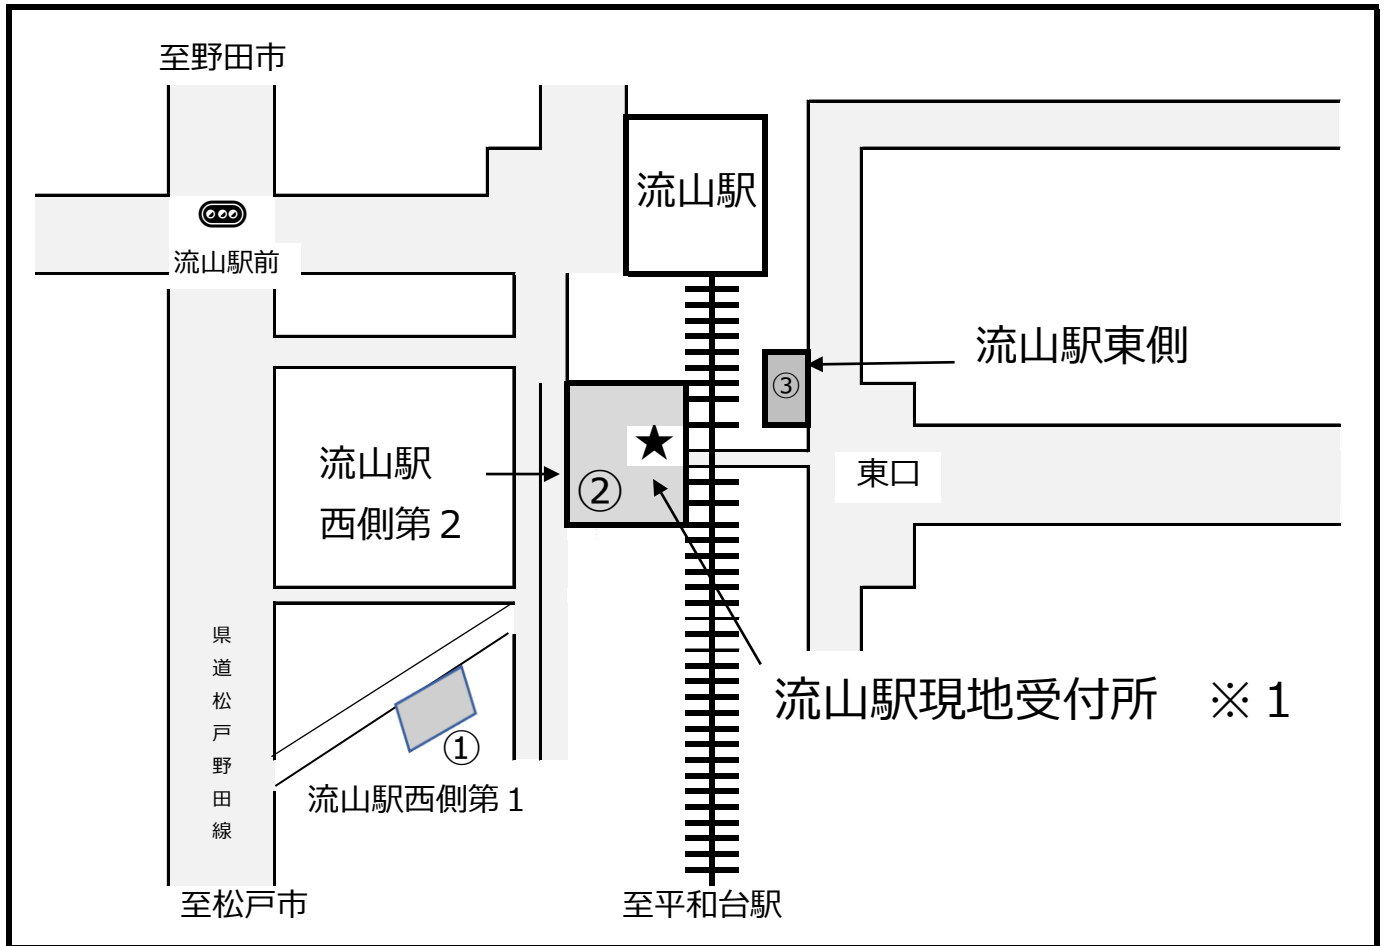 至野田市
流山駅
流山駅前
流山駅東側
③
★
流山駅
西側第２
②
東口
県道松戸野田線
流山駅現地受付所　※１
①
流山駅西側第１
至松戸市
至平和台駅